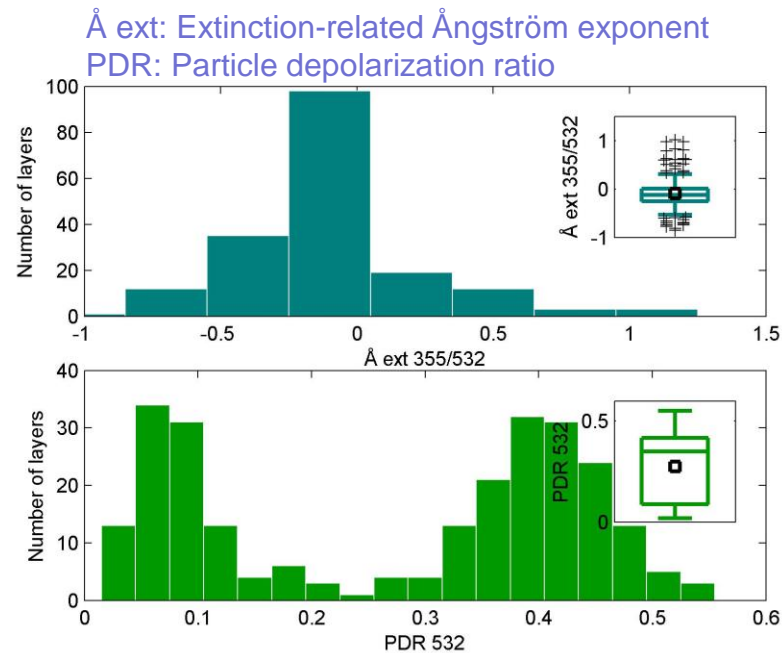 Å ext: Extinction-related Ångström exponent
PDR: Particle depolarization ratio
100
80
60
40
20
0
Number of layers
-1 -0.5 0 0.5 1 1.5
Å ext 355/532
1
0
-1
Å ext 355/532
40
30
20
10
0
Number of layers
0 0.1 0.2 0.3 0.4 0.5 0.6
PDR 532
0.5
0
PDR 532